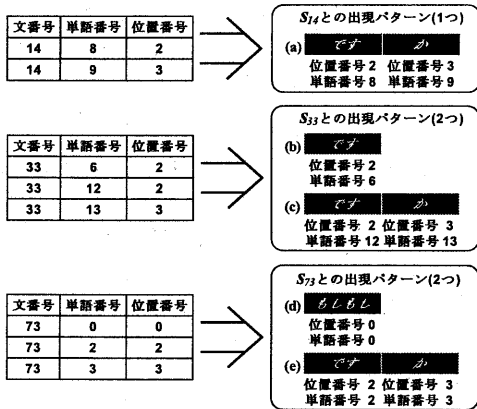 文番号 単語番号 位置番号
14 8 2
14 9 3
S14との出現パターン(1つ)
(a) です か
位置番号2 位置番号3
単語番号8 単語番号9
文番号 単語番号 位置番号
33 6 2
33 12 2
33 13 3
S33との出現パターン(2つ)
(b) です
位置番号2
単語番号6
(c) です か
位置番号 2 位置番号 3
単語番号12 単語番号13
文番号 単語番号 位置番号
73 0 0
73 2 2
73 3 3
S73との出現パターン(2つ)
(d) もしもし
位置番号0
単語番号0
(e) です か
位置番号 2 位置番号 3
単語番号 2 単語番号 3